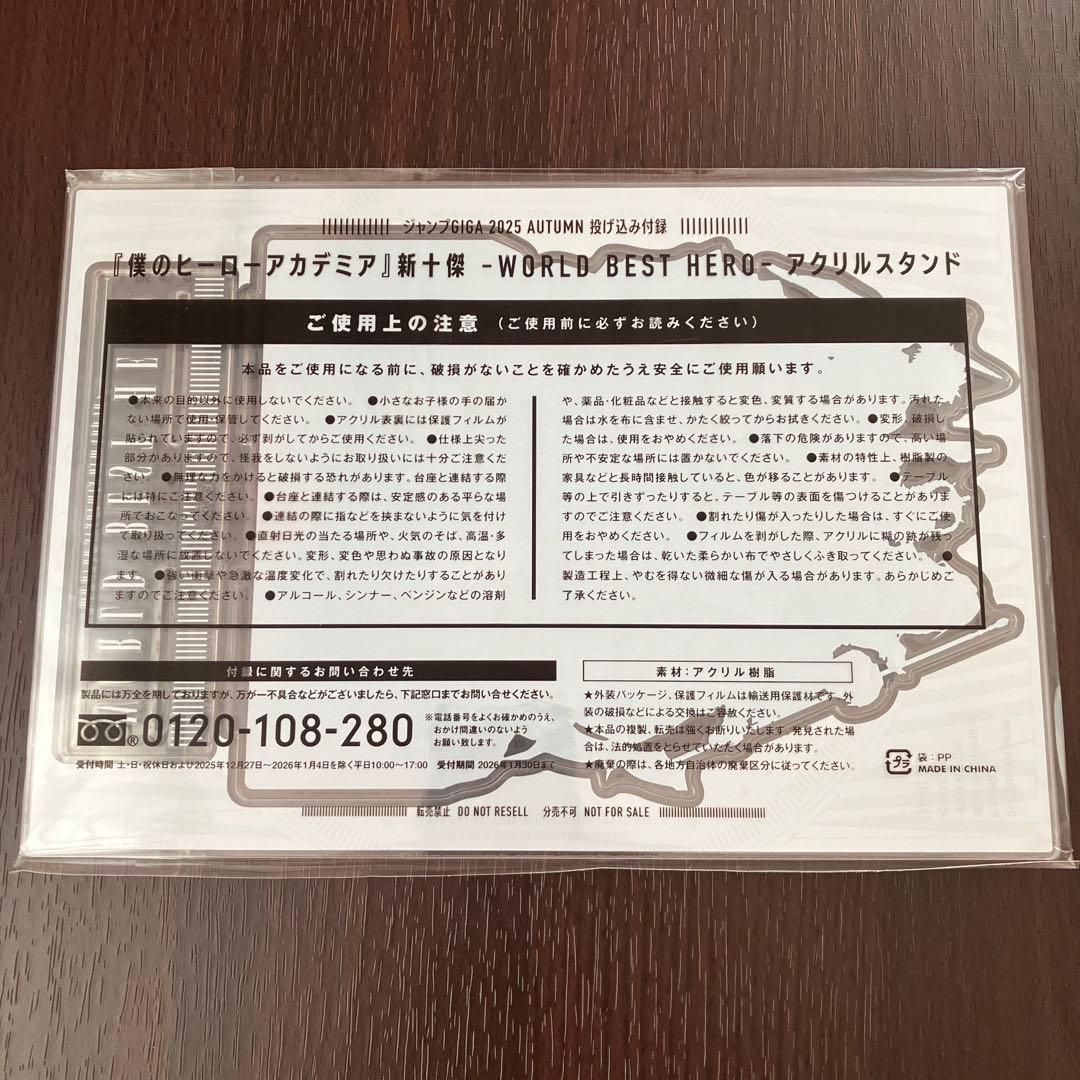 ジャンプGIGA 2025 AUTUMN 投げ込み付録
『僕のヒーローアカデミア』新十傑 -WORLD BEST HERO- アクリルスタンド
ご使用上の注意（ご使用前に必ずお読みください）
本品をご使用になる前に、破損がないことを確かめたうえ安全にご使用願います。
●本来の目的以外に使用しないでください。 ●小さなお子様の手の届か
ない場所で使用・保管してください。 ●アクリル表裏には保護フィルムが
貼られていますので、必ず剥がしてからご使用ください。 ●仕様上尖った
部分がありますので、怪我をしないようにお取り扱いには十分ご注意くだ
さい。 ●無理な力をかけると破損する恐れがあります。台座と連結する際
には特にご注意ください。 ●台座と連結する際は、安定感のある平らな場
所でおこなってください。 ●連結の際に指などを挟まないように気を付け
て取り扱ってください。 ●直射日光の当たる場所や、火気のそば、高温・多
湿な場所に放置しないでください。変形、変色や思わぬ事故の原因となり
ます。 ●強い衝撃や急激な温度変化で、割れたり欠けたりすることがあり
ますのでご注意ください。 ●アルコール、シンナー、ベンジンなどの溶剤
や、薬品・化粧品などと接触すると変色、変質する場合があります。汚れた
場合は水を布に含ませ、かたく絞ってからお拭きください。 ●変形、破損し
た場合は、使用をおやめください。 ●落下の危険がありますので、高い場
所や不安定な場所には置かないでください。 ●素材の特性上、樹脂製の
家具などと長時間接触していると、色が移ることがあります。 ●テーブル
等の上で引きずったりすると、テーブル等の表面を傷つけることがありま
すのでご注意ください。 ●割れたり傷が入ったりした場合は、すぐにご使
用をおやめください。 ●フィルムを剥がした際、アクリルに糊の跡が残っ
てしまった場合は、乾いた柔らかい布でやさしくふき取ってください。 ●
製造工程上、やむを得ない微細な傷が入る場合があります。あらかじめご
了承ください。
付録に関するお問い合わせ先
製品には万全を期しておりますが、万が一不具合などがございましたら、下記窓口までお問い合せください。
®0120-108-280
※電話番号をよくお確かめのうえ、
おかけ間違いのないよう
お願い致します。
受付時間 土・日・祝休日および2025年12月27日～2026年1月4日を除く平日10:00～17:00 受付期間 2026年1月30日まで
素材：アクリル樹脂
★外装パッケージ、保護フィルムは輸送用保護材です。外
装の破損などによる交換はご容赦ください。
★本品の複製、転売は強くお断りいたします。発見された場
合は、法的処置をとらせていただく場合があります。
★廃棄の際は、各地方自治体の廃棄区分に従ってください。
プラ
袋：PP
MADE IN CHINA
転売禁止 DO NOT RESELL 分売不可 NOT FOR SALE